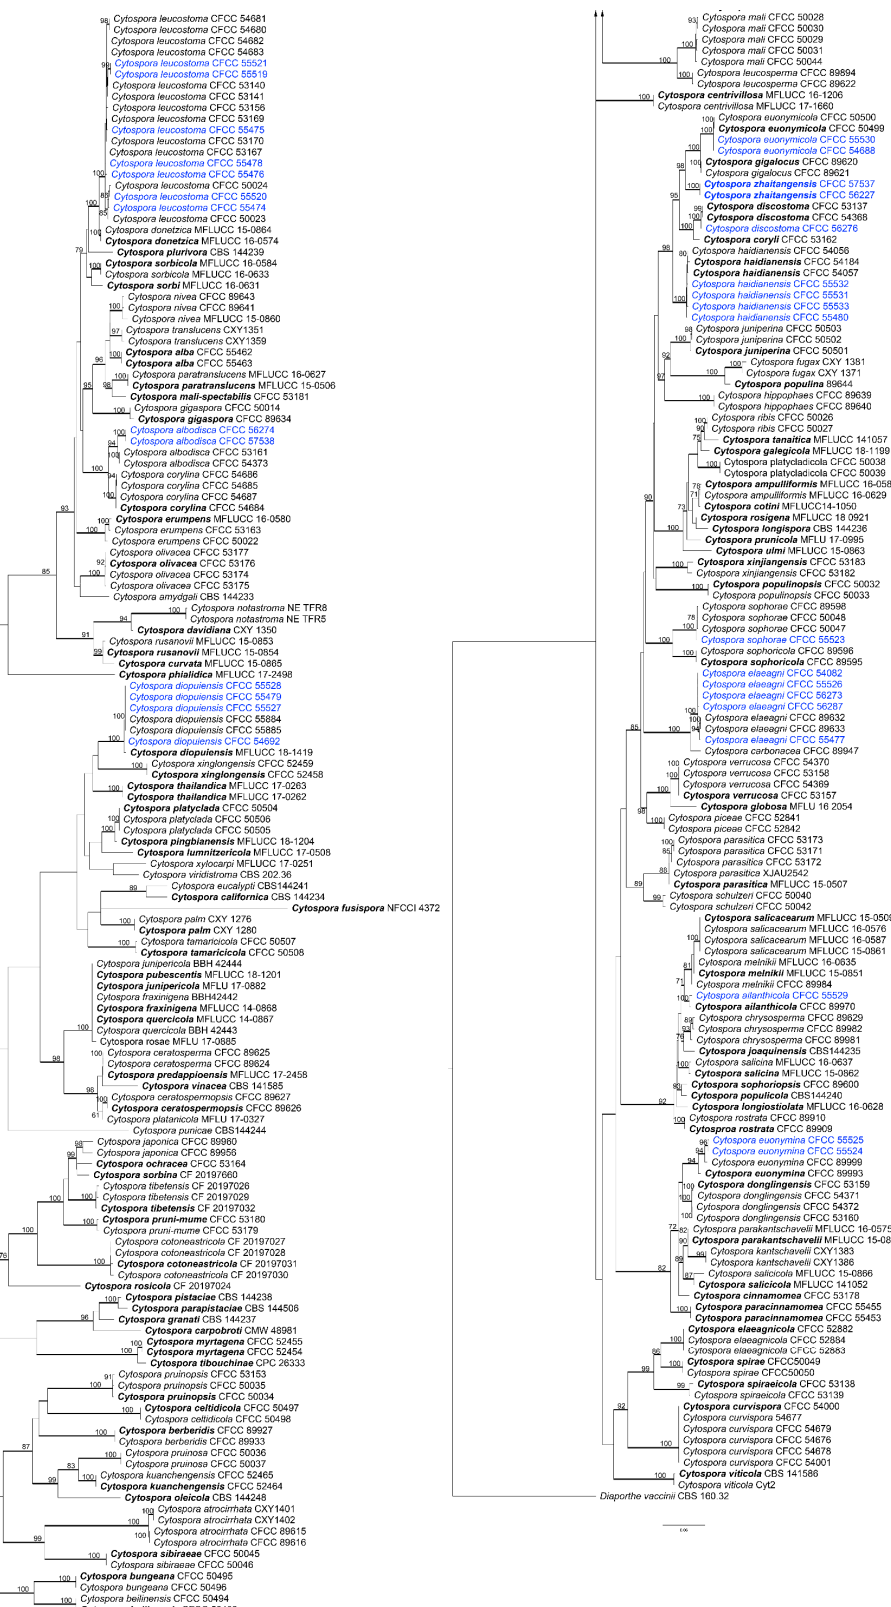 Cytospora leucostoma CFCC 54681
Cytospora leucostoma CFCC 54680
Cytospora leucostoma CFCC 54682
Cytospora leucostoma CFCC 54683
Cytospora leucostoma CFCC 55521
Cytospora leucostoma CFCC 55519
Cytospora leucostoma CFCC 53140
Cytospora leucostoma CFCC 53141
Cytospora leucostoma CFCC 53156
Cytospora leucostoma CFCC 53169
Cytospora leucostoma CFCC 55475
Cytospora leucostoma CFCC 53170
Cytospora leucostoma CFCC 53167
Cytospora leucostoma CFCC 55478
Cytospora leucostoma CFCC 55476
Cytospora leucostoma CFCC 50024
Cytospora leucostoma CFCC 55520
Cytospora leucostoma CFCC 55474
Cytospora leucostoma CFCC 50023
Cytospora donetzica MFLUCC 15-0864
Cytospora donetzica MFLUCC 16-0574
Cytospora plurivora CBS 144239
Cytospora sorbicola MFLUCC 16-0584
Cytospora sorbicola MFLUCC 16-0633
Cytospora sorbi MFLUCC 16-0631
Cytospora nivea CFCC 89643
Cytospora nivea CFCC 89641
Cytospora nivea MFLUCC 15-0860
Cytospora translucens CXY1351
Cytospora translucens CXY1359
Cytospora alba CFCC 55462
Cytospora alba CFCC 55463
Cytospora paratranslucens MFLUCC 16-0627
Cytospora paratranslucens MFLUCC 15-0506
Cytospora mali-spectabilis CFCC 53181
Cytospora gigaspora CFCC 50014
Cytospora gigaspora CFCC 89634
Cytospora albodisca CFCC 56274
Cytospora albodisca CFCC 57538
Cytospora albodisca CFCC 53161
Cytospora albodisca CFCC 54373
Cytospora corylina CFCC 54686
Cytospora corylina CFCC 54685
Cytospora corylina CFCC 54687
Cytospora corylina CFCC 54684
Cytospora erumpens MFLUCC 16-0580
Cytospora erumpens CFCC 53163
Cytospora erumpens CFCC 50022
Cytospora olivacea CFCC 53177
Cytospora olivacea CFCC 53176
Cytospora olivacea CFCC 53174
Cytospora olivacea CFCC 53175
Cytospora amydgali CBS 144233
Cytospora notastroma NE TFR8
Cytospora notastroma NE TFR5
Cytospora davidiana CXY 1350
Cytospora rusanovii MFLUCC 15-0853
Cytospora rusanovii MFLUCC 15-0854
Cytospora curvata MFLUCC 15-0865
Cytospora phialidica MFLUCC 17-2498
Cytospora diopuiensis CFCC 55528
Cytospora diopuiensis CFCC 55479
Cytospora diopuiensis CFCC 55527
Cytospora diopuiensis CFCC 55884
Cytospora diopuiensis CFCC 55885
Cytospora diopuiensis CFCC 54692
Cytospora diopuiensis MFLUCC 18-1419
Cytospora xinglongensis CFCC 52459
Cytospora xinglongensis CFCC 52458
Cytospora thailandica MFLUCC 17-0263
Cytospora thailandica MFLUCC 17-0262
Cytospora platyclada CFCC 50504
Cytospora platyclada CFCC 50506
Cytospora platyclada CFCC 50505
Cytospora pingbianensis MFLUCC 18-1204
Cytospora lumnitzericola MFLUCC 17-0508
Cytospora xylocarpi MFLUCC 17-0251
Cytospora viridistroma CBS 202.36
Cytospora eucalypti CBS144241
Cytospora californica CBS 144234
Cytospora fusispora NFCCI 4372
Cytospora palm CXY 1276
Cytospora palm CXY 1280
Cytospora tamaricicola CFCC 50507
Cytospora tamaricicola CFCC 50508
Cytospora junipericola BBH 42444
Cytospora pubescentis MFLUCC 18-1201
Cytospora junipericola MFLU 17-0882
Cytospora fraxinigena BBH42442
Cytospora fraxinigena MFLUCC 14-0868
Cytospora quercicola MFLUCC 14-0867
Cytospora quercicola BBH 42443
Cytospora rosae MFLU 17-0885
Cytospora ceratosperma CFCC 89625
Cytospora ceratosperma CFCC 89624
Cytospora predappioensis MFLUCC 17-2458
Cytospora vinacea CBS 141585
Cytospora ceratospermopsis CFCC 89627
Cytospora ceratospermopsis CFCC 89626
Cytospora platanicola MFLU 17-0327
Cytospora punicae CBS144244
Cytospora japonica CFCC 89960
Cytospora japonica CFCC 89956
Cytospora ochracea CFCC 53164
Cytospora sorbina CF 20197660
Cytospora tibetensis CF 20197026
Cytospora tibetensis CF 20197029
Cytospora tibetensis CF 20197032
Cytospora pruni-mume CFCC 53180
Cytospora pruni-mume CFCC 53179
Cytospora cotoneastricola CF 20197027
Cytospora cotoneastricola CF 20197028
Cytospora cotoneastricola CF 20197031
Cytospora cotoneastricola CF 20197030
Cytospora rosicola CF 20197024
Cytospora pistaciae CBS 144238
Cytospora parapistaciae CBS 144506
Cytospora granati CBS 144237
Cytospora carpobroti CMW 48981
Cytospora myrtagena CFCC 52455
Cytospora myrtagena CFCC 52454
Cytospora tibouchinae CPC 26333
Cytospora pruinopsis CFCC 53153
Cytospora pruinopsis CFCC 50035
Cytospora pruinopsis CFCC 50034
Cytospora celtidicola CFCC 50497
Cytospora celtidicola CFCC 50498
Cytospora berberidis CFCC 89927
Cytospora berberidis CFCC 89933
Cytospora pruinosa CFCC 50036
Cytospora pruinosa CFCC 50037
Cytospora kuanchengensis CFCC 52465
Cytospora kuanchengensis CFCC 52464
Cytospora oleicola CBS 144248
Cytospora atrocirrhata CXY1401
Cytospora atrocirrhata CXY1402
Cytospora atrocirrhata CFCC 89615
Cytospora atrocirrhata CFCC 89616
Cytospora sibiraeae CFCC 50045
Cytospora sibiraeae CFCC 50046
Cytospora bungeana CFCC 50495
Cytospora bungeana CFCC 50496
Cytospora beilinensis CFCC 50494
Cytospora mali CFCC 50028
Cytospora mali CFCC 50030
Cytospora mali CFCC 50029
Cytospora mali CFCC 50031
Cytospora mali CFCC 50044
Cytospora leucosperma CFCC 89894
Cytospora leucosperma CFCC 89622
Cytospora centrivillosa MFLUCC 16-1206
Cytospora centrivillosa MFLUCC 17-1660
Cytospora euonymicola CFCC 50500
Cytospora euonymicola CFCC 50499
Cytospora euonymicola CFCC 55530
Cytospora euonymicola CFCC 54688
Cytospora gigalocus CFCC 89620
Cytospora gigalocus CFCC 89621
Cytospora zhaitangensis CFCC 57537
Cytospora zhaitangensis CFCC 56227
Cytospora discostoma CFCC 53137
Cytospora discostoma CFCC 54368
Cytospora discostoma CFCC 56276
Cytospora coryli CFCC 53162
Cytospora haidianensis CFCC 54056
Cytospora haidianensis CFCC 54184
Cytospora haidianensis CFCC 54057
Cytospora haidianensis CFCC 55532
Cytospora haidianensis CFCC 55531
Cytospora haidianensis CFCC 55533
Cytospora haidianensis CFCC 55480
Cytospora juniperina CFCC 50503
Cytospora juniperina CFCC 50502
Cytospora juniperina CFCC 50501
Cytospora fugax CXY 1381
Cytospora fugax CXY 1371
Cytospora populina 89644
Cytospora hippophaes CFCC 89639
Cytospora hippophaes CFCC 89640
Cytospora ribis CFCC 50026
Cytospora ribis CFCC 50027
Cytospora tanaitica MFLUCC 141057
Cytospora galegicola MFLUCC 18-1199
Cytospora platycladicola CFCC 50038
Cytospora platycladicola CFCC 50039
Cytospora ampulliformis MFLUCC 16-058
Cytospora ampulliformis MFLUCC 16-0629
Cytospora cotini MFLUCC14-1050
Cytospora rosigena MFLUCC 18 0921
Cytospora longispora CBS 144236
Cytospora prunicola MFLU 17-0995
Cytospora ulmi MFLUCC 15-0863
Cytospora xinjiangensis CFCC 53183
Cytospora xinjiangensis CFCC 53182
Cytospora populinopsis CFCC 50032
Cytospora populinopsis CFCC 50033
Cytospora sophorae CFCC 89598
Cytospora sophorae CFCC 50048
Cytospora sophorae CFCC 50047
Cytospora sophorae CFCC 55523
Cytospora sophoricola CFCC 89596
Cytospora sophoricola CFCC 89595
Cytospora elaeagni CFCC 54082
Cytospora elaeagni CFCC 55526
Cytospora elaeagni CFCC 56273
Cytospora elaeagni CFCC 56287
Cytospora elaeagni CFCC 89632
Cytospora elaeagni CFCC 89633
Cytospora elaeagni CFCC 55477
Cytospora carbonacea CFCC 89947
Cytospora verrucosa CFCC 54370
Cytospora verrucosa CFCC 53158
Cytospora verrucosa CFCC 54369
Cytospora verrucosa CFCC 53157
Cytospora globosa MFLU 16 2054
Cytospora piceae CFCC 52841
Cytospora piceae CFCC 52842
Cytospora parasitica CFCC 53173
Cytospora parasitica CFCC 53171
Cytospora parasitica CFCC 53172
Cytospora parasitica XJAU2542
Cytospora parasitica MFLUCC 15-0507
Cytospora schulzeri CFCC 50040
Cytospora schulzeri CFCC 50042
Cytospora salicacearum MFLUCC 15-0509
Cytospora salicacearum MFLUCC 16-0576
Cytospora salicacearum MFLUCC 16-0587
Cytospora salicacearum MFLUCC 15-0861
Cytospora melnikii MFLUCC 16-0635
Cytospora melnikii MFLUCC 15-0851
Cytospora melnikii CFCC 89984
Cytospora ailanthicola CFCC 55529
Cytospora ailanthicola CFCC 89970
Cytospora chrysosperma CFCC 89629
Cytospora chrysosperma CFCC 89982
Cytospora chrysosperma CFCC 89981
Cytospora joaquinensis CBS144235
Cytospora salicina MFLUCC 16-0637
Cytospora salicina MFLUCC 15-0862
Cytospora sophoriopsis CFCC 89600
Cytospora populicola CBS144240
Cytospora longiostiolata MFLUCC 16-0628
Cytospora rostrata CFCC 89910
Cytosproa rostrata CFCC 89909
Cytospora euonymina CFCC 55525
Cytospora euonymina CFCC 55524
Cytospora euonymina CFCC 89999
Cytospora euonymina CFCC 89993
Cytospora donglingensis CFCC 53159
Cytospora donglingensis CFCC 54371
Cytospora donglingensis CFCC 54372
Cytospora donglingensis CFCC 53160
Cytospora parakantschavelii MFLUCC 16-0575
Cytospora parakantschavelii MFLUCC 15-08
Cytospora kantschavelii CXY1383
Cytospora kantschavelii CXY1386
Cytospora salicicola MFLUCC 15-0866
Cytospora salicicola MFLUCC 141052
Cytospora cinnamomea CFCC 53178
Cytospora paracinnamomea CFCC 55455
Cytospora paracinnamomea CFCC 55453
Cytospora elaeagnicola CFCC 52882
Cytospora elaeagnicola CFCC 52884
Cytospora elaeagnicola CFCC 52883
Cytospora spirae CFCC50049
Cytospora spirae CFCC50050
Cytospora spiraeicola CFCC 53138
Cytospora spiraeicola CFCC 53139
Cytospora curvispora CFCC 54000
Cytospora curvispora 54677
Cytospora curvispora CFCC 54679
Cytospora curvispora CFCC 54676
Cytospora curvispora CFCC 54678
Cytospora curvispora CFCC 54001
Cytospora viticola CBS 141586
Cytospora viticola Cyt2
Diaporthe vaccinii CBS 160.32